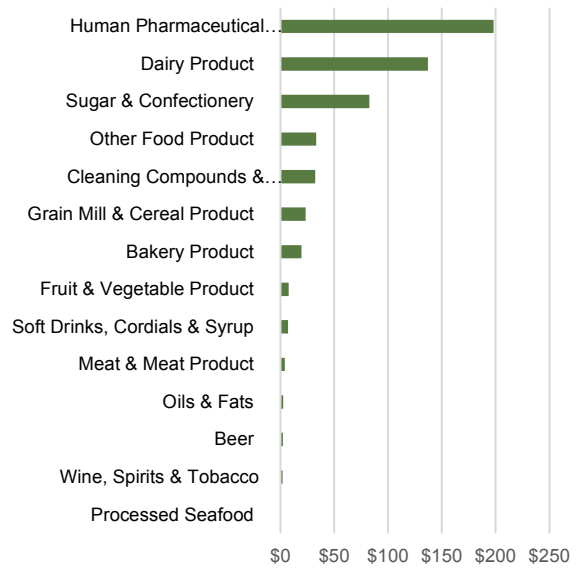 Human Pharmaceutical…
Dairy Product
Sugar & Confectionery
Other Food Product
Cleaning Compounds &…
Grain Mill & Cereal Product
Bakery Product
Fruit & Vegetable Product
Soft Drinks, Cordials & Syrup
Meat & Meat Product
Oils & Fats
Beer
Wine, Spirits & Tobacco
Processed Seafood
$0 $50 $100 $150 $200 $250